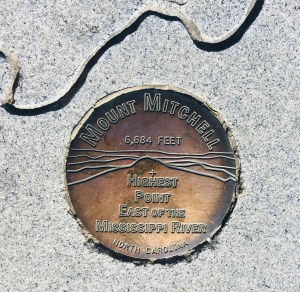 MOUNT MITCHELL
6,684 FEET
HIGHEST
POINT
EAST OF THE
MISSISSIPPI RIVER
NORTH CAROLINA